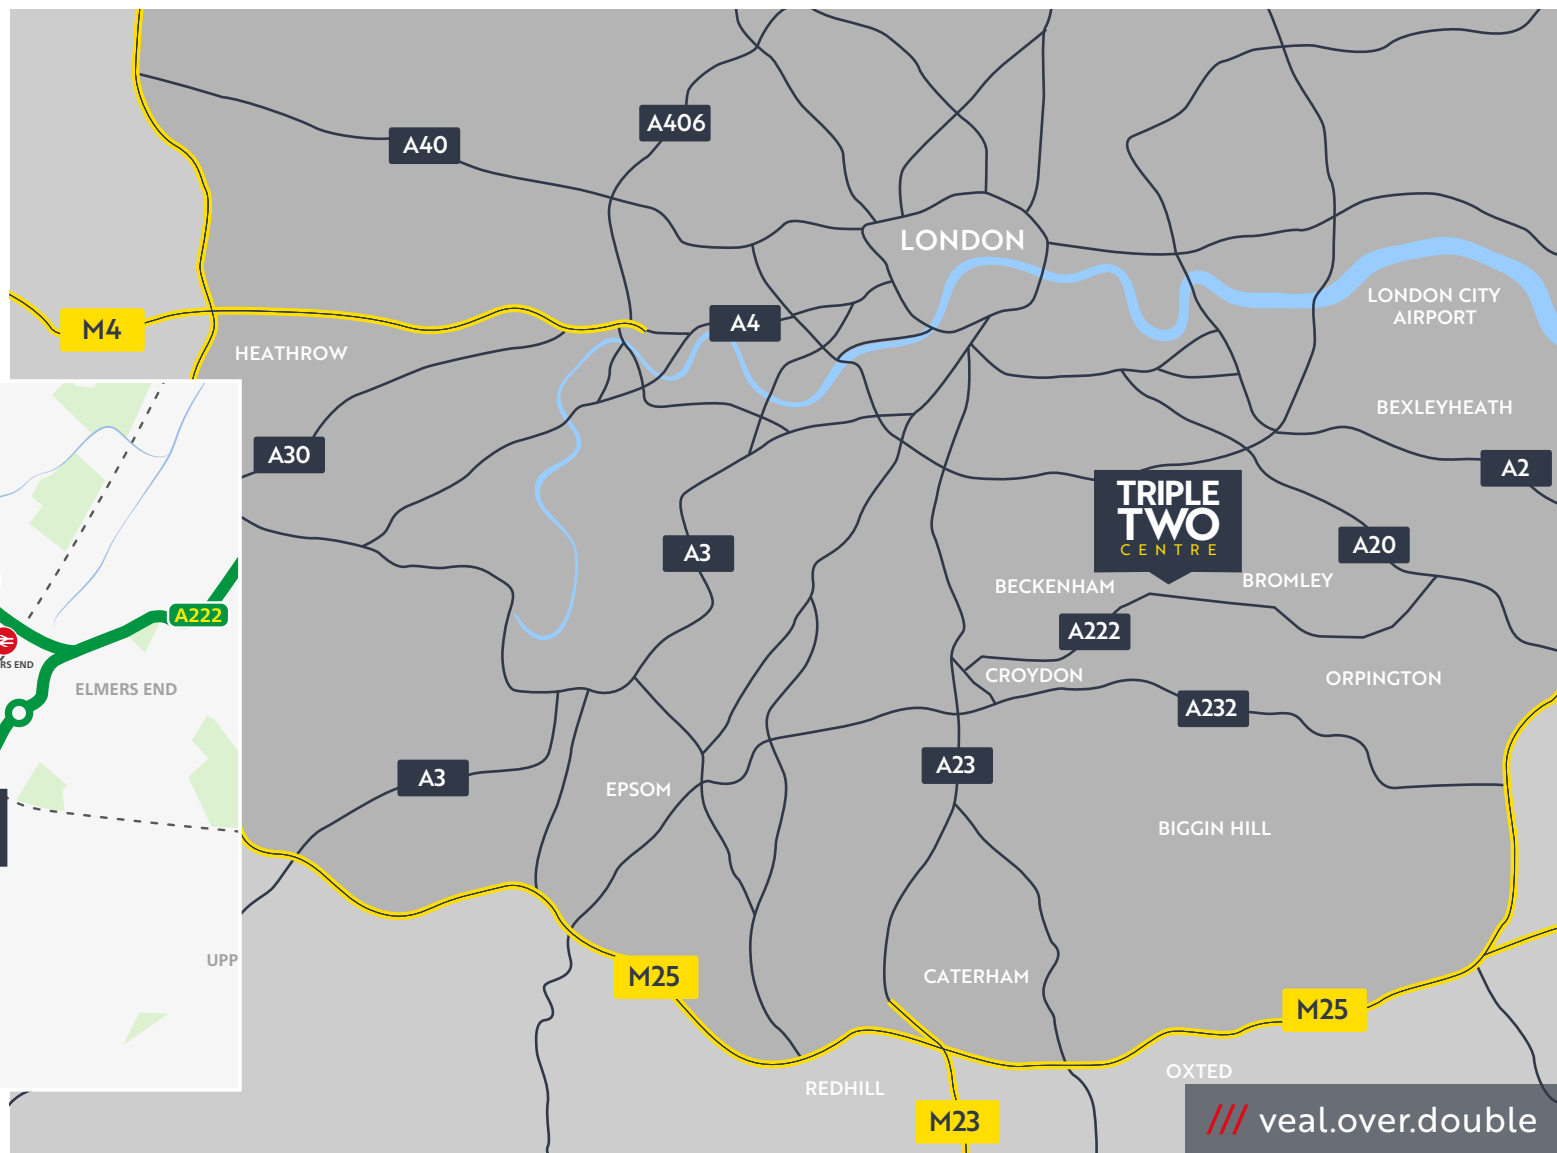 A406
A40
LONDON
LONDON CITY
AIRPORT
M4
A4
HEATHROW
BEXLEYHEATH
A30
A2
TRIPLE
TWO
CENTRE
A3
A20
BECKENHAM
BROMLEY
A222
A222
RS END
CROYDON
ORPINGTON
ELMERS END
A232
A23
A3
EPSOM
BIGGIN HILL
UPP
M25
CATERHAM
M25
OXTED
REDHILL
M23
/// veal.over.double